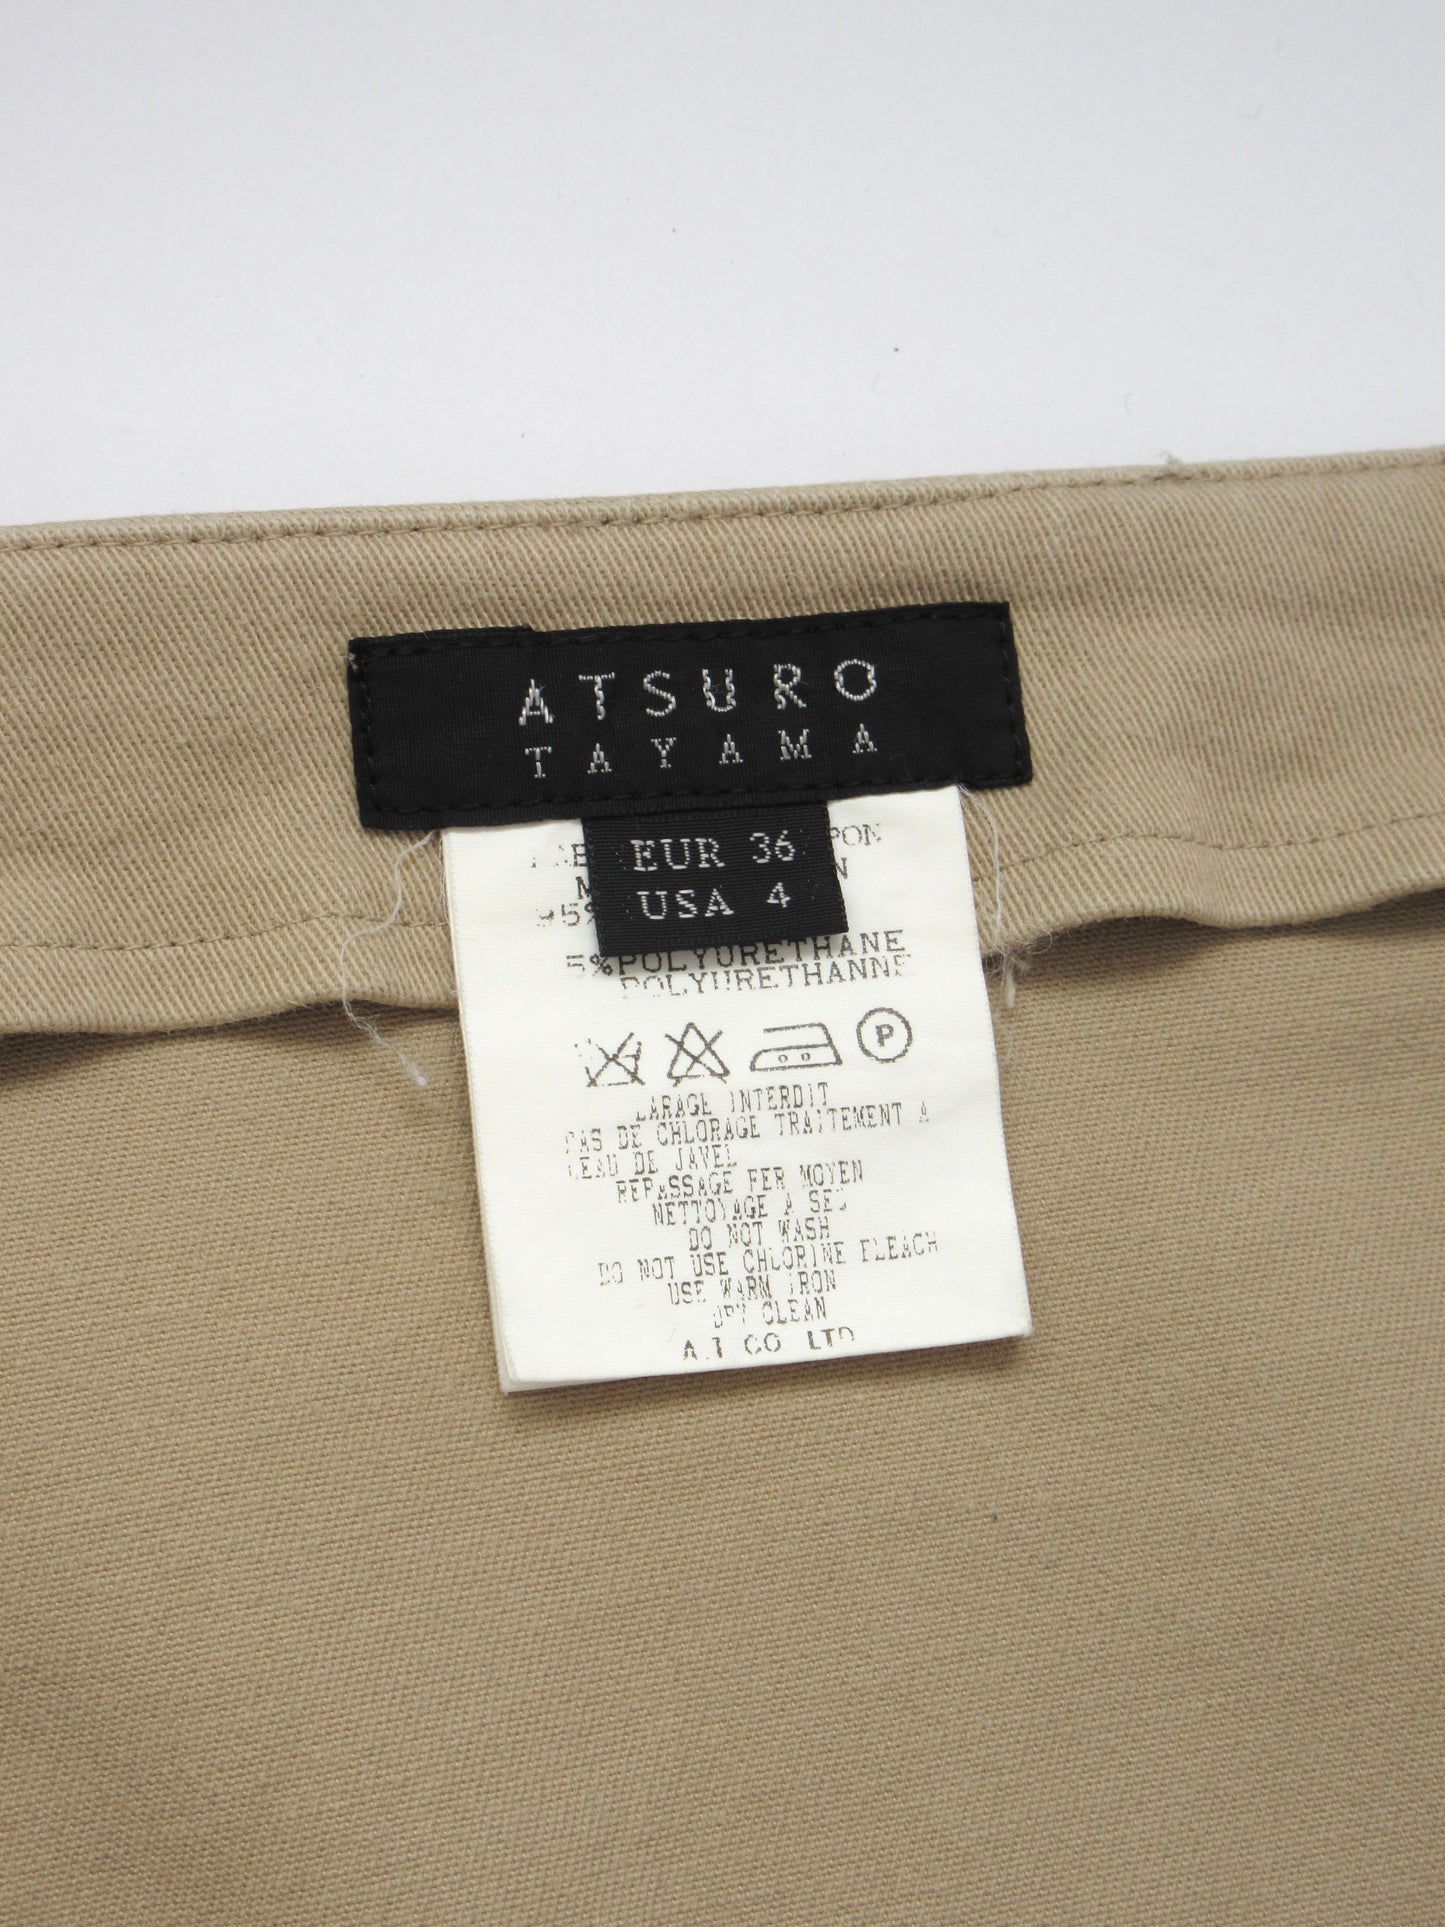 ATSURO
TAYAMA
EUR 36
USA 4
5%POLYURETHANE
POLYURETHANNE
P
LARAGE INTERDIT
PAS DE CHLORAGE TRAITEMENT A
L'EAU DE JAVEL
REPASSAGE FER MOYEN
NETTOYAGE A SEC
DO NOT WASH
DO NOT USE CHLORINE BLEACH
USE WARM IRON
DRY CLEAN
A.T CO LTD